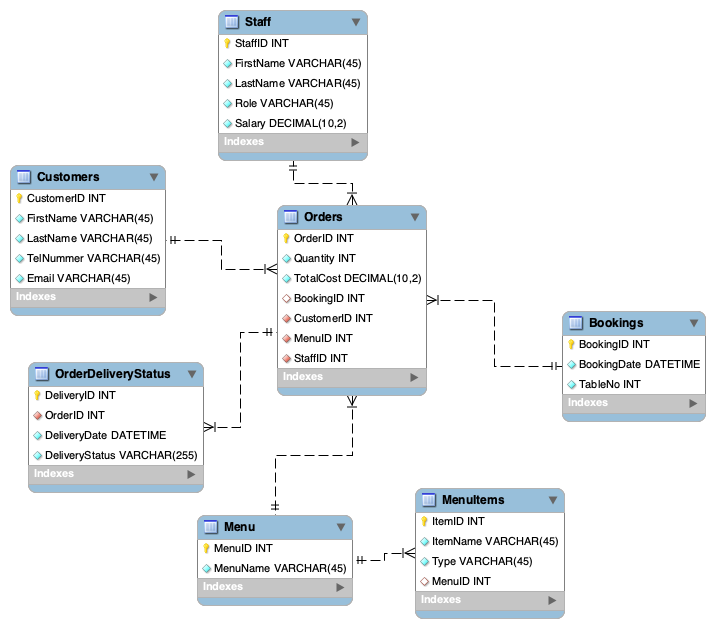 Staff
StaffID INT
FirstName VARCHAR(45)
LastName VARCHAR(45)
Role VARCHAR(45)
Salary DECIMAL(10,2)
Indexes
Customers
CustomerID INT
FirstName VARCHAR(45)
LastName VARCHAR(45)
TelNummer VARCHAR(45)
Email VARCHAR(45)
Indexes
Orders
OrderID INT
Quantity INT
TotalCost DECIMAL(10,2)
BookingID INT
CustomerID INT
MenuID INT
StaffID INT
Indexes
Bookings
BookingID INT
BookingDate DATETIME
TableNo INT
Indexes
OrderDeliveryStatus
DeliveryID INT
OrderID INT
DeliveryDate DATETIME
DeliveryStatus VARCHAR(255)
Indexes
Menu
MenuID INT
MenuName VARCHAR(45)
Indexes
MenuItems
ItemID INT
ItemName VARCHAR(45)
Type VARCHAR(45)
MenuID INT
Indexes